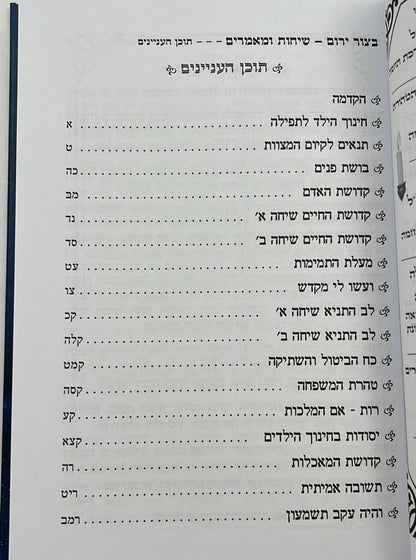 בצור ירום – שיחות ומאמרים – – – תוכן העניינים
תוכן העניינים
הקדמה
חינוך הילד לתפילה . . . . . א
תנאים לקיום המצוות . . . . . ט
בושת פנים . . . . . כה
קדושת האדם . . . . . מב
קדושת החיים שיחה א' . . . . . נד
קדושת החיים שיחה ב' . . . . . סד
מעלת התמימות . . . . . עט
ועשו לי מקדש . . . . . צו
לב התניא שיחה א' . . . . . קכ
לב התניא שיחה ב' . . . . . קלה
כח הביטול והשתיקה . . . . . קמט
טהרת המשפחה . . . . . קסה
רות - אם המלכות . . . . . קע
יסודות בחינוך הילדים . . . . . קצא
קדושת המאכלות . . . . . רה
תשובה אמיתית . . . . . ריט
והיה עקב תשמעון . . . . . רמב